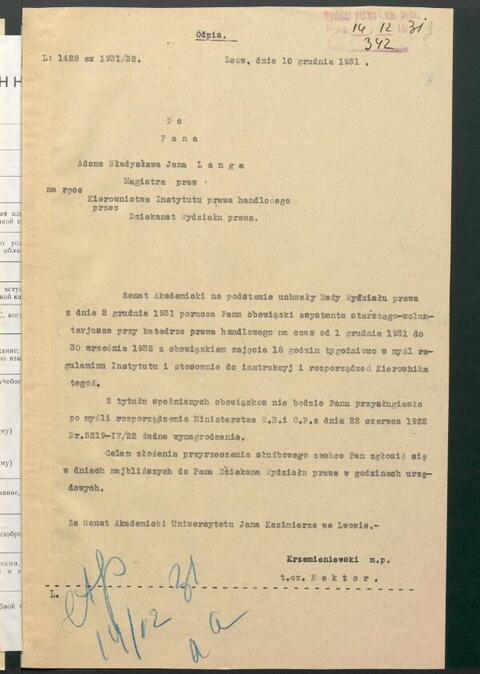 14 12 31
342
Odpis.
L: 1428 ex 1931/32. Lwów, dnia 10 grudnia 1931.
Do
Pana
Adama Władysława Jana Langa
Magistra praw
na ręce
Kierownictwa Instytutu prawa handlowego
przez
Dziekanat Wydziału prawa.
Senat Akademicki na podstawie uchwały Rady Wydziału prawa
z dnia 2 grudnia 1931 porucza Panu obowiązki asystenta starszego-wolun-
tarjusza przy katedrze prawa handlowego na czas od 1 grudnia 1931 do
30 września 1932 z obowiązkiem zajęcia 18 godzin tygodniowo w myśl re-
gulaminu Instytutu i stosownie do instrukcyj i rozporządzeń Kierownika
tegoż.
Z tytułu spełnianych obowiązków nie będzie Panu przysługiwało
po myśli rozporządzenia Ministerstwa W.R.i O.P.z dnia 22 czerwca 1922
Nr.5219-IV/22 żadne wynagrodzenie.
Celem złożenia przyrzeczenia służbowego zechce Pan zgłosić się
w dniach najbliższych do Pana Dziekana Wydziału prawa w godzinach urzę-
dowych.
Za Senat Akademicki Uniwersytetu Jana Kazimierza we Lwowie.-
Krzemieniewski m.p.
t.cz. Rektor.
L.
31
14/12
a a